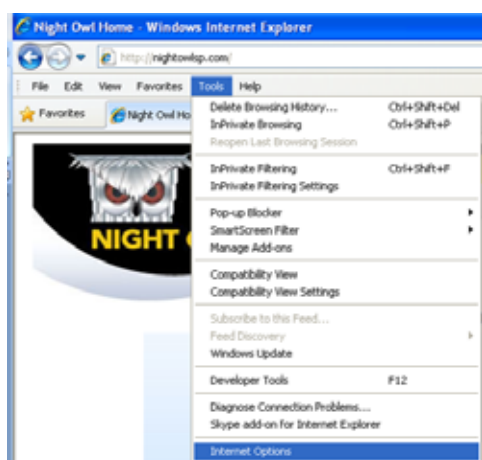 Night Owl Home - Windows Internet Explorer
http://nightowlsp.com/
File Edit View Favorites Tools Help
Favorites Night Owl Ho
Delete Browsing History... Ctrl+Shift+Del
InPrivate Browsing Ctrl+Shift+P
Reopen Last Browsing Session
InPrivate Filtering Ctrl+Shift+F
InPrivate Filtering Settings
NIGHT
Pop-up Blocker
SmartScreen Filter
Manage Add-ons
Compatibility View
Compatibility View Settings
Subscribe to this Feed...
Feed Discovery
Windows Update
Developer Tools F12
Diagnose Connection Problems...
Skype add-on for Internet Explorer
Internet Options